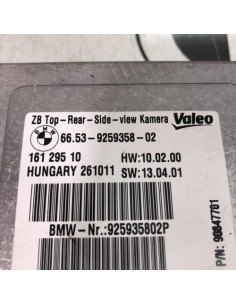 ZB Top-Rear-Side-view Kamera Valeo
BMW
66.53-9259358-02
161 295 10 HW:10.02.00
HUNGARY 261011 SW:13.04.01
BMW-Nr.:925935802P
P/N: 90847701